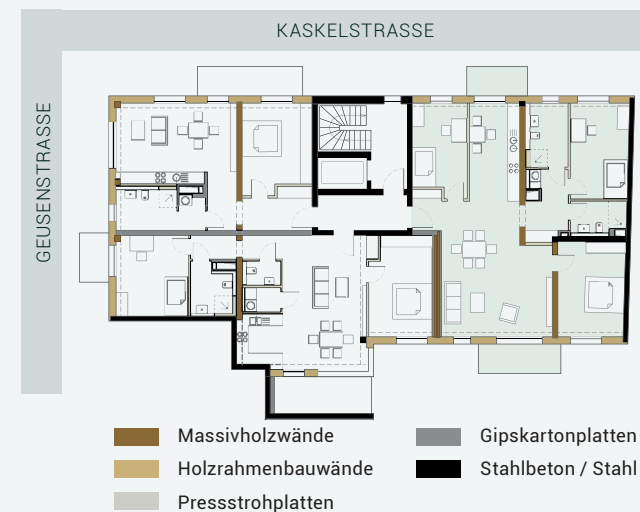 KASKELSTRASSE
GEUSENSTRASSE
Massivholzwände
Holzrahmenbauwände
Pressstrohplatten
Gipskartonplatten
Stahlbeton / Stahl